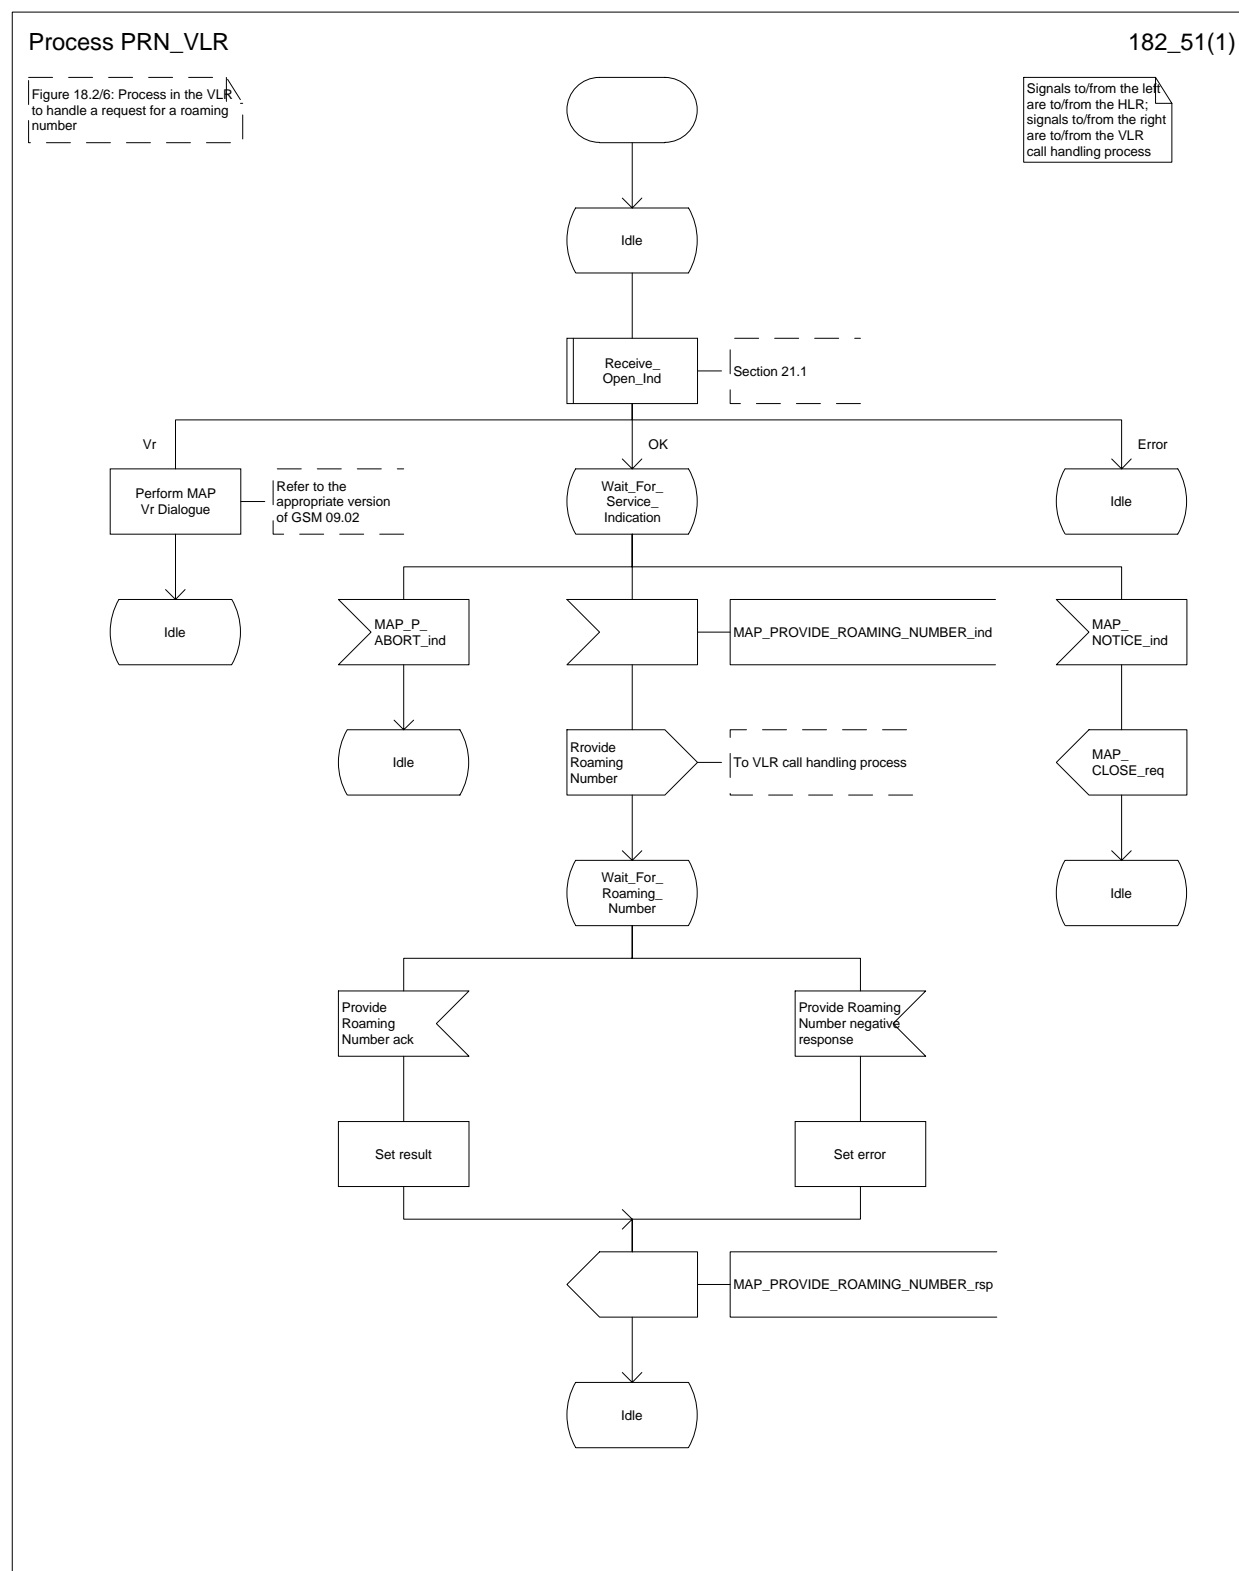 Process PRN_VLR
182_51(1)
Figure 18.2/6: Process in the VLR
to handle a request for a roaming
number
Signals to/from the left
are to/from the HLR;
signals to/from the right
are to/from the VLR
call handling process
Idle
Receive_
Open_Ind
Section 21.1
Vr
OK
Error
Perform MAP
Vr Dialogue
Refer to the
appropriate version
of GSM 09.02
Wait_For_
Service_
Indication
Idle
Idle
MAP_P_
ABORT_ind
MAP_PROVIDE_ROAMING_NUMBER_ind
MAP_
NOTICE_ind
Idle
Rrovide
Roaming
Number
To VLR call handling process
MAP_
CLOSE_req
Wait_For_
Roaming_
Number
Idle
Provide
Roaming
Number ack
Provide Roaming
Number negative
response
Set result
Set error
MAP_PROVIDE_ROAMING_NUMBER_rsp
Idle